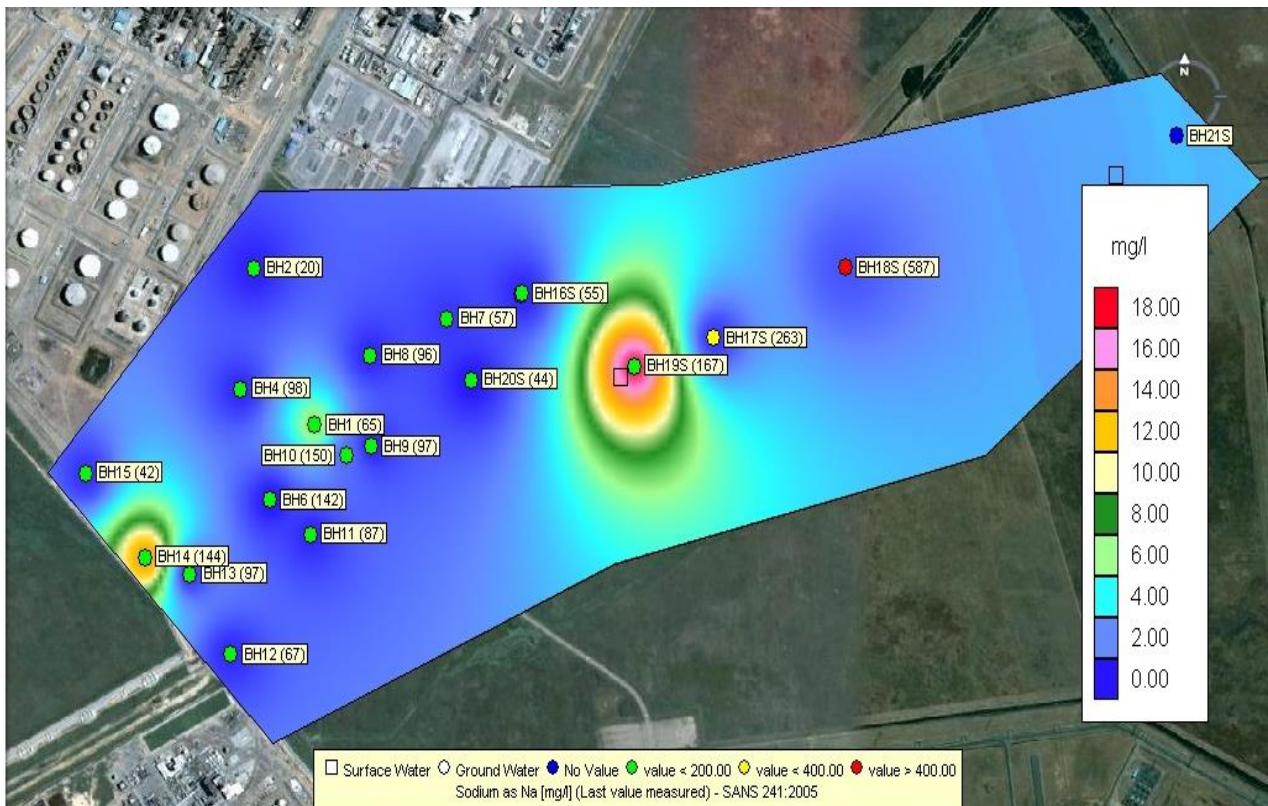 N
BH21S
mg/l
18.00
16.00
14.00
12.00
10.00
8.00
6.00
4.00
2.00
0.00
BH2 (20)
BH18S (587)
BH16S (55)
BH7 (57)
BH17S (263)
BH8 (96)
BH19S (167)
BH20S (44)
BH4 (98)
BH1 (65)
BH9 (97)
BH10 (150)
BH15 (42)
BH6 (142)
BH11 (87)
BH14 (144)
BH13 (97)
BH12 (67)
Surface Water Ground Water No Value value < 200.00 value < 400.00 value > 400.00
Sodium as Na [mg/l] (Last value measured) - SANS 241:2005